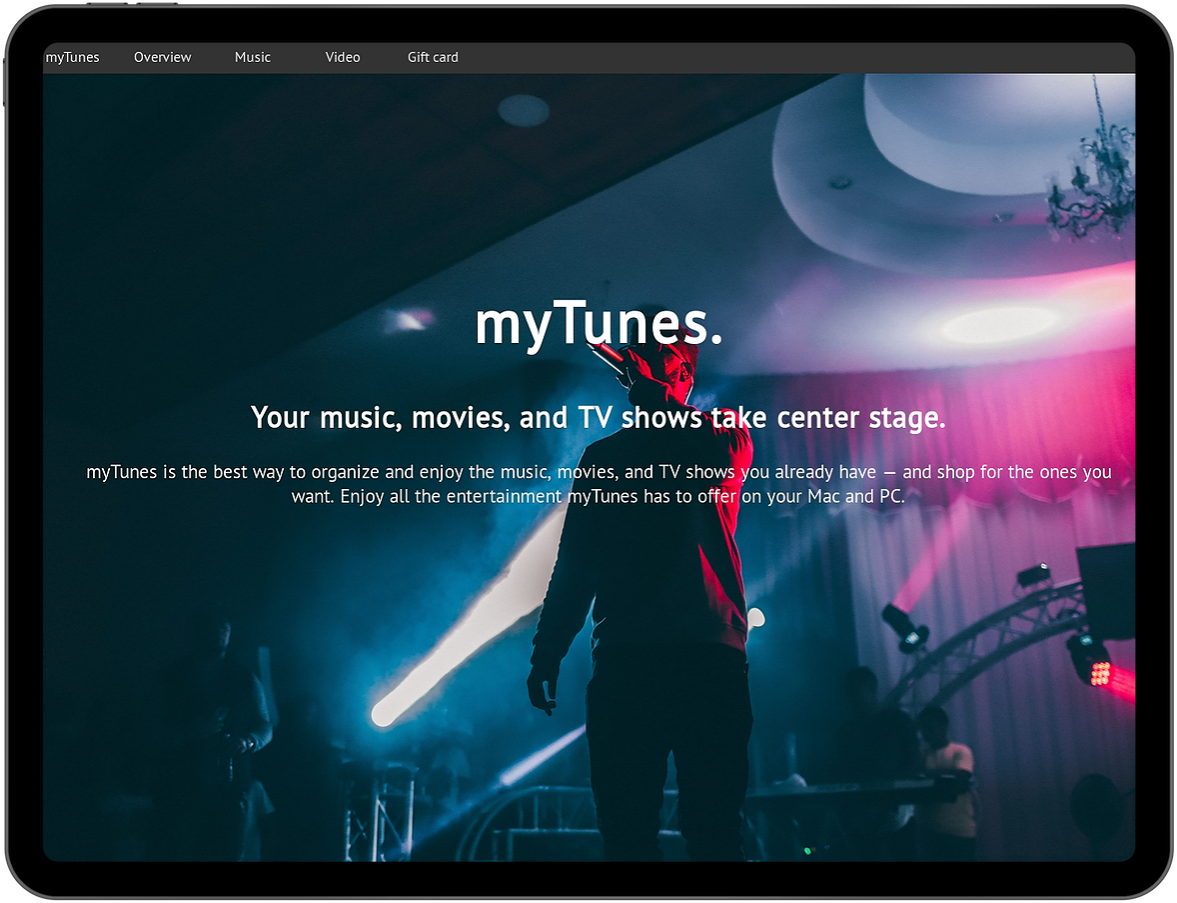 myTunes Overview Music Video Gift card
myTunes.
Your music, movies, and TV shows take center stage.
myTunes is the best way to organize and enjoy the music, movies, and TV shows you already have — and shop for the ones you
want. Enjoy all the entertainment myTunes has to offer on your Mac and PC.